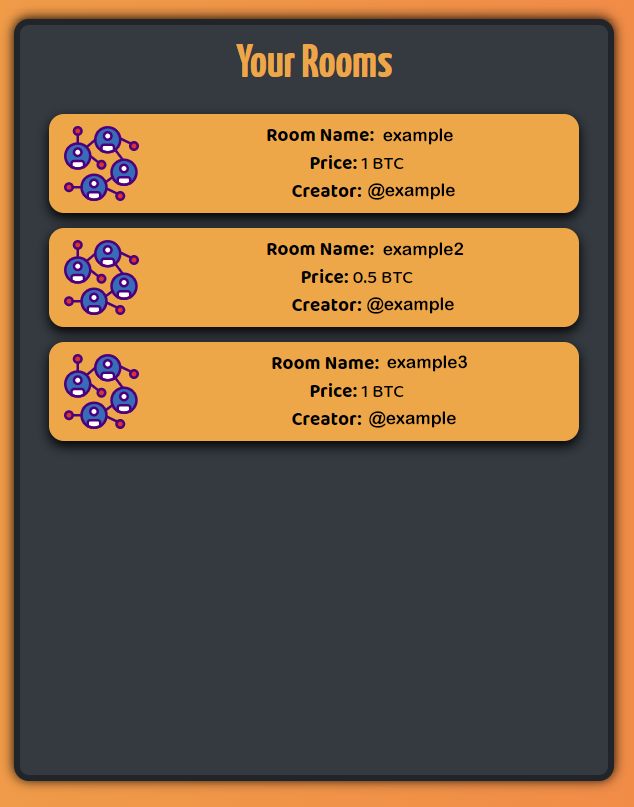 Your Rooms
Room Name: example
Price: 1 BTC
Creator: @example
Room Name: example2
Price: 0.5 BTC
Creator: @example
Room Name: example3
Price: 1 BTC
Creator: @example